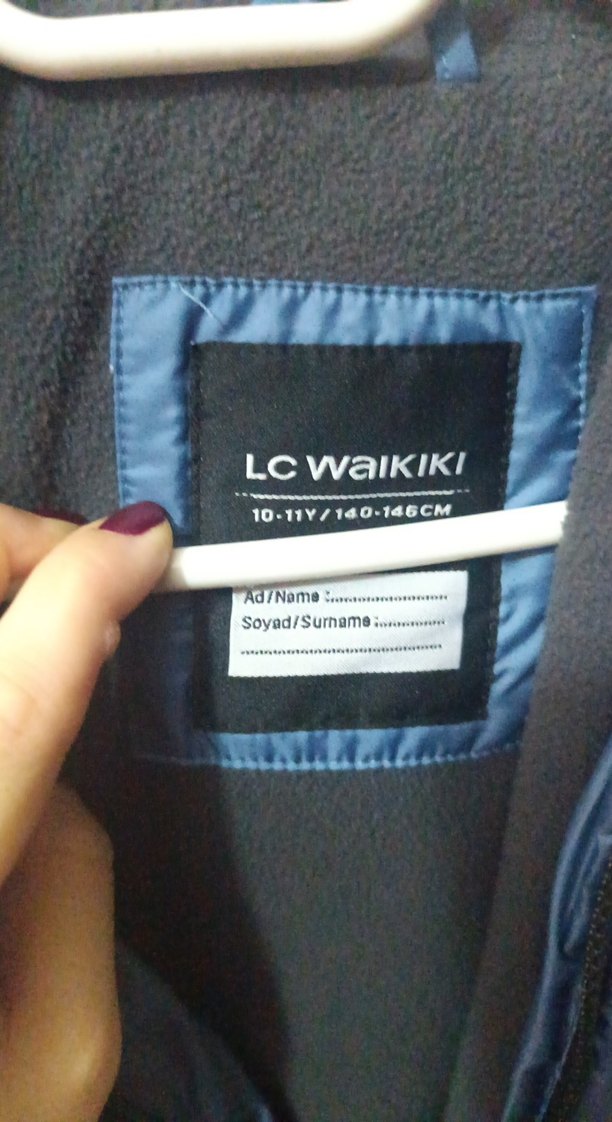 LC WAIKIKI
10-11Y/140-146CM
Ad/Name :......................
Soyad/Surname :.............
......................................